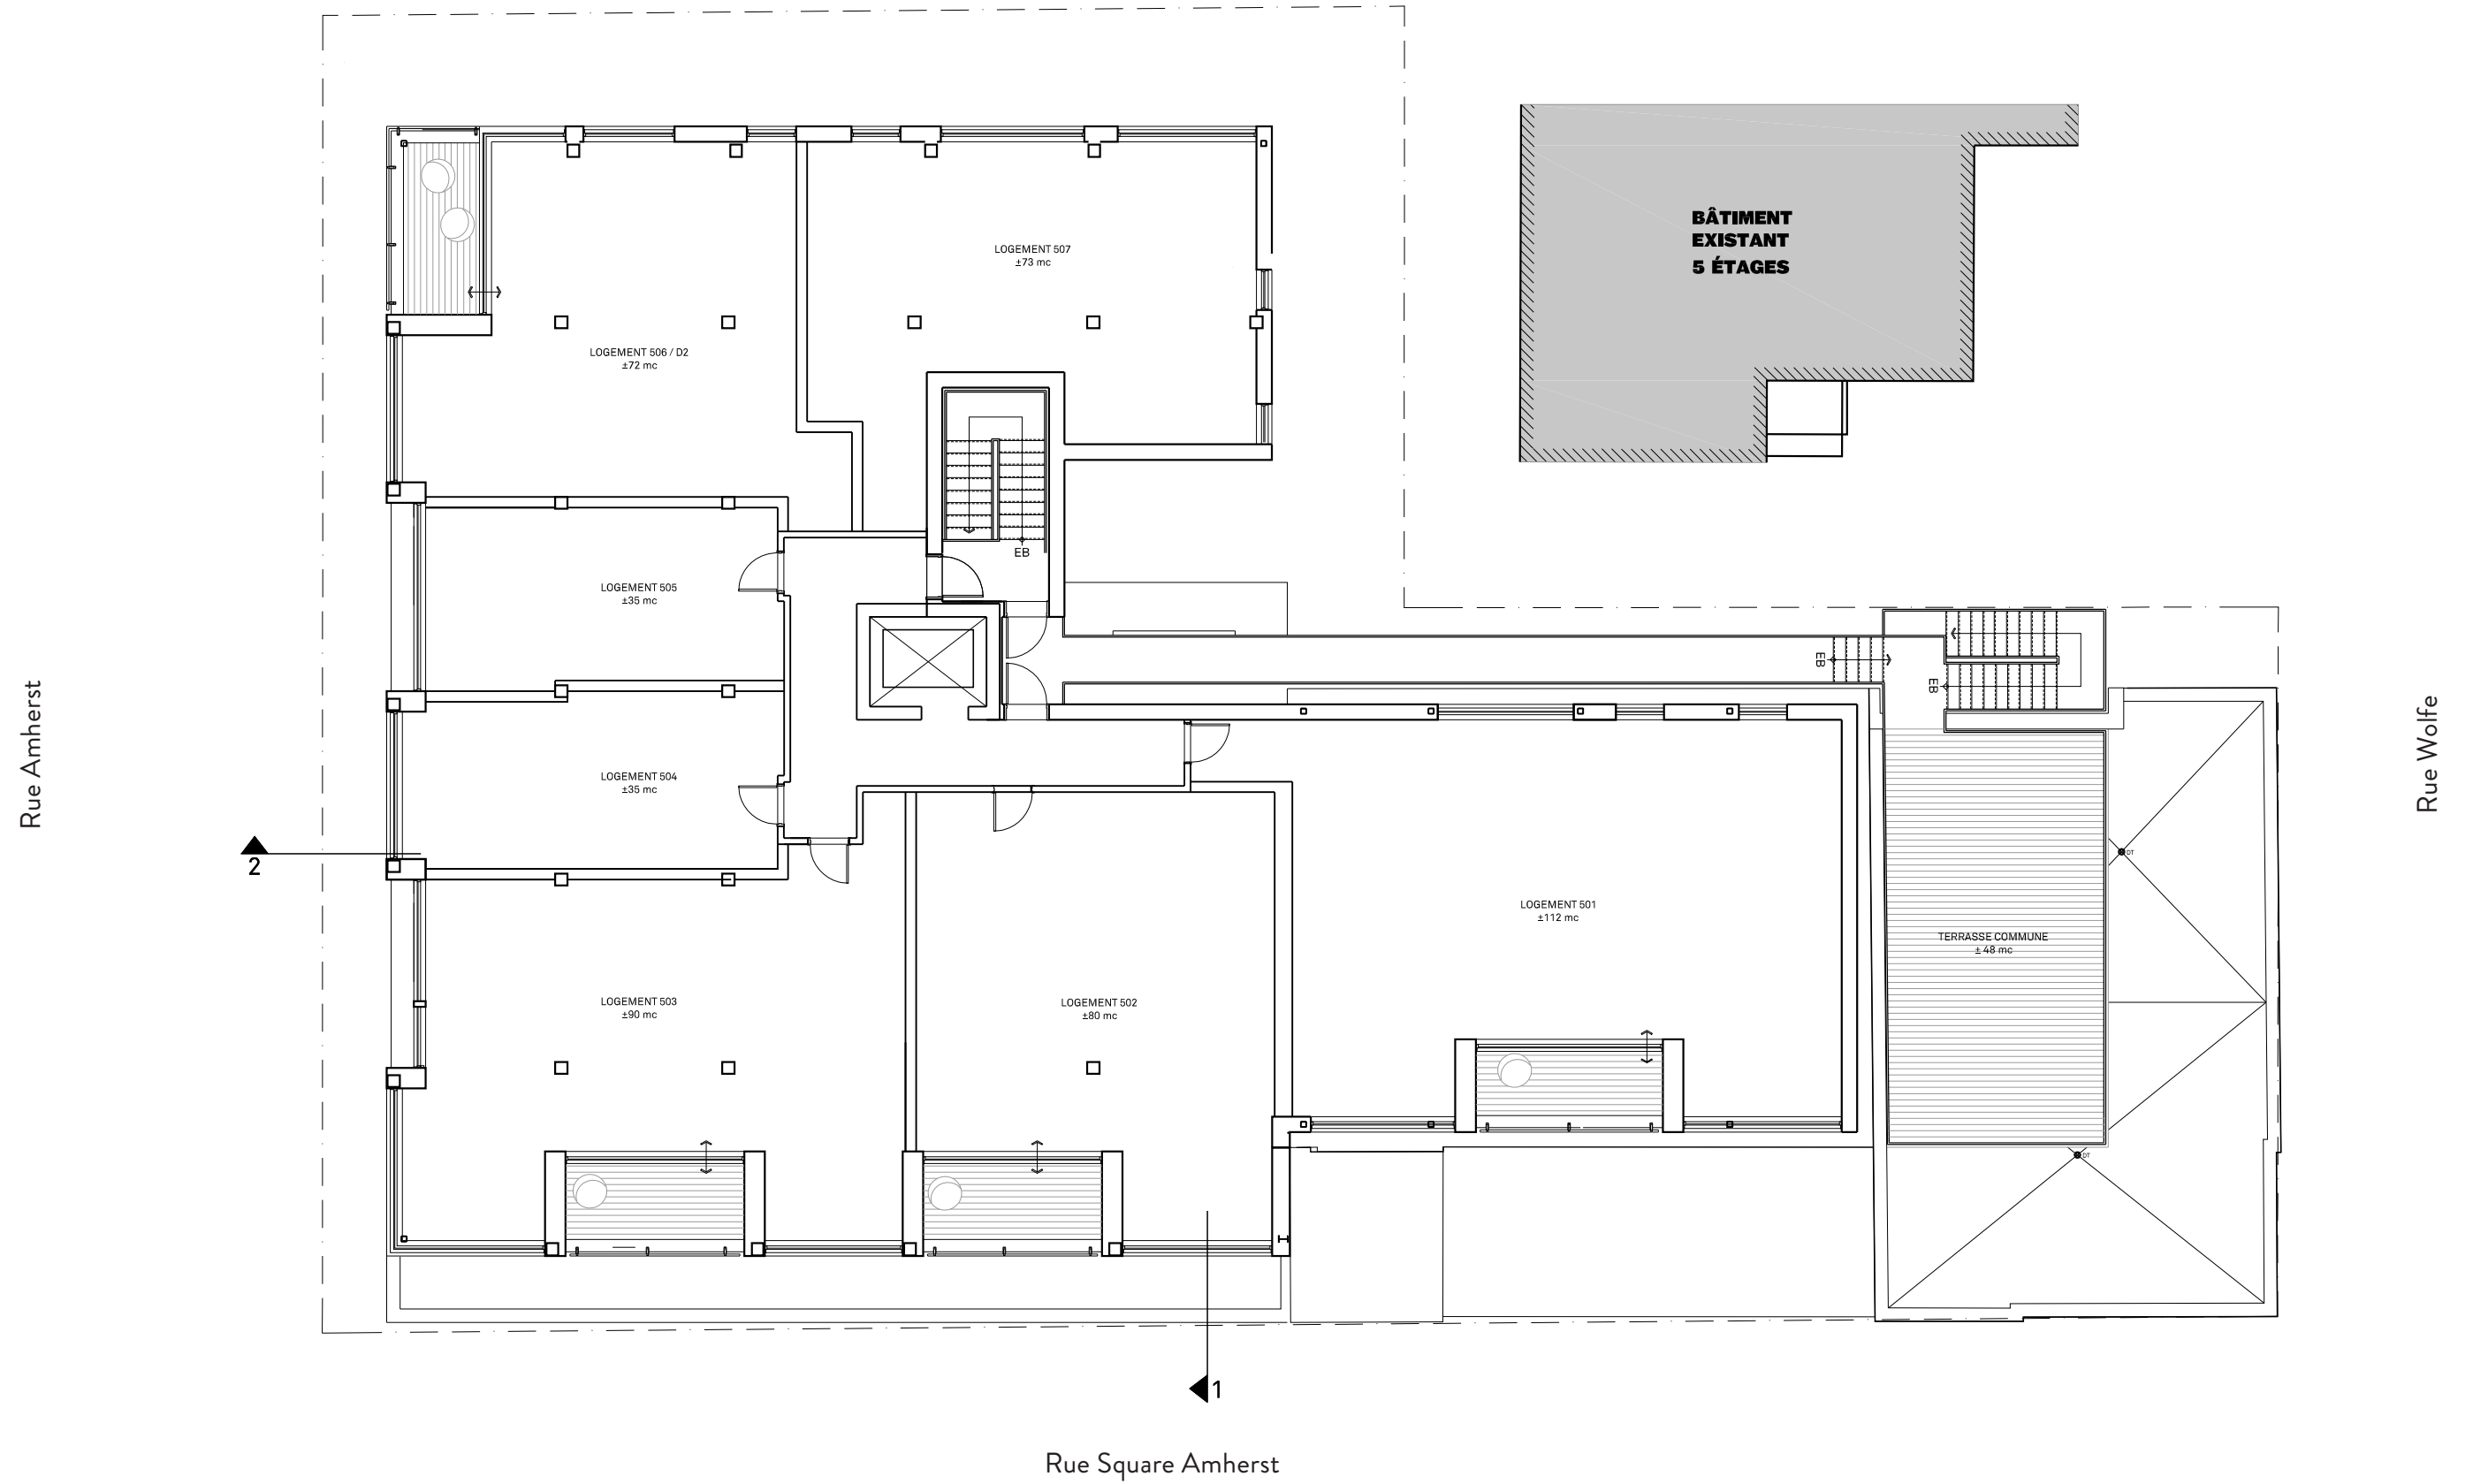 BÂTIMENT
EXISTANT
5 ÉTAGES
LOGEMENT 507
±73 mc
LOGEMENT 506 / D2
±72 mc
EB
LOGEMENT 505
±35 mc
EB
EB
LOGEMENT 504
±35 mc
Rue Amherst
Rue Wolfe
2
DT
LOGEMENT 501
±112 mc
TERRASSE COMMUNE
± 48 mc
LOGEMENT 503
±90 mc
LOGEMENT 502
±80 mc
DT
1
Rue Square Amherst